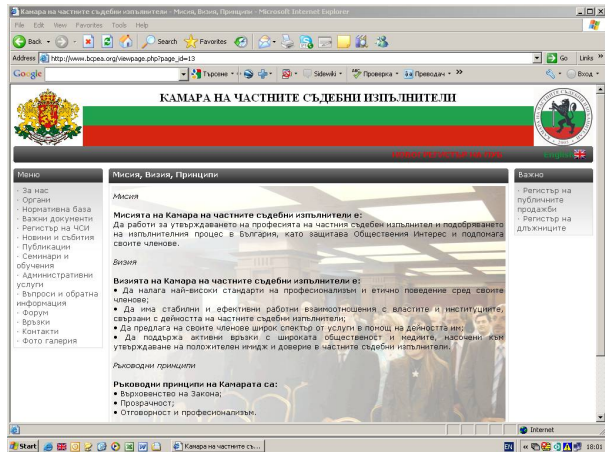 Камара на частните съдебни изпълнители - Мисия, Визия, Принципи - Microsoft Internet Explorer
File Edit View Favorites Tools Help
Back Search Favorites
Address http://www.bcpea.org/viewpage.php?page_id=13 Go Links »
Google Търсене Sidewiki Проверка Преводач » Вход
КАМАРА НА ЧАСТНИТЕ СЪДЕБНИ ИЗПЪЛНИТЕЛИ
English
Меню
· За нас
· Органи
· Нормативна база
· Важни документи
· Регистър на ЧСИ
· Новини и събития
· Публикации
· Семинари и
обучения
· Административни
услуги
· Въпроси и обратна
информация
· Форум
· Връзки
· Контакти
· Фото галерия
Мисия, Визия, Принципи
Мисия
Мисията на Камара на частните съдебни изпълнители е:
Да работи за утвърждаването на професията на частния съдебен изпълнител и подобряването
на изпълнителния процес в България, като защитава Обществения Интерес и подпомага
своите членове.
Визия
Визията на Камара на частните съдебни изпълнители е:
• Да налага най-високи стандарти на професионализъм и етично поведение сред своите
членове;
• Да има стабилни и ефективни работни взаимоотношения с властите и институциите,
свързани с дейността на частните съдебни изпълнители;
• Да предлага на своите членове широк спектър от услуги в помощ на дейността им;
• Да поддържа активни връзки с широката общественост и медиите, насочени към
утвърждаване на положителен имидж и доверие в частните съдебни изпълнители.
Ръководни принципи
Ръководни принципи на Камарата са:
• Върховенство на Закона;
• Прозрачност;
• Отговорност и професионализъм.
Важно
· Регистър на
публичните
продажби
· Регистър на
длъжниците
Internet
Start Камара на частните съ... EN « 18:01